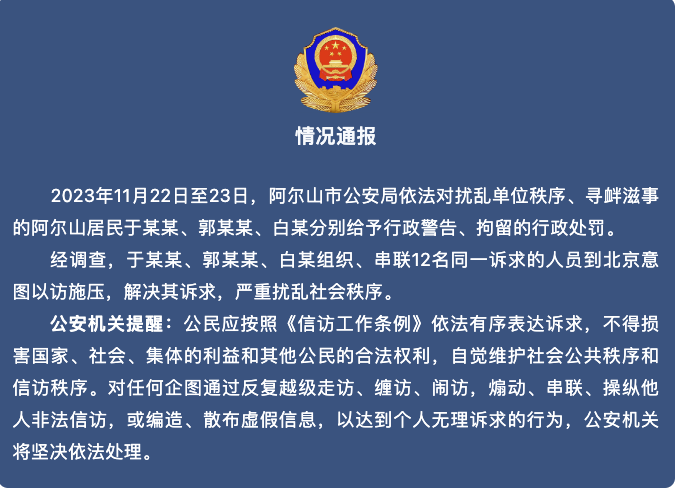 情况通报
2023年11月22日至23日，阿尔山市公安局依法对扰乱单位秩序、寻衅滋事
的阿尔山居民于某某、郭某某、白某分别给予行政警告、拘留的行政处罚。
经调查，于某某、郭某某、白某组织、串联12名同一诉求的人员到北京意
图以访施压，解决其诉求，严重扰乱社会秩序。
公安机关提醒：公民应按照《信访工作条例》依法有序表达诉求，不得损
害国家、社会、集体的利益和其他公民的合法权利，自觉维护社会公共秩序和
信访秩序。对任何企图通过反复越级走访、缠访、闹访，煽动、串联、操纵他
人非法信访，或编造、散布虚假信息，以达到个人无理诉求的行为，公安机关
将坚决依法处理。